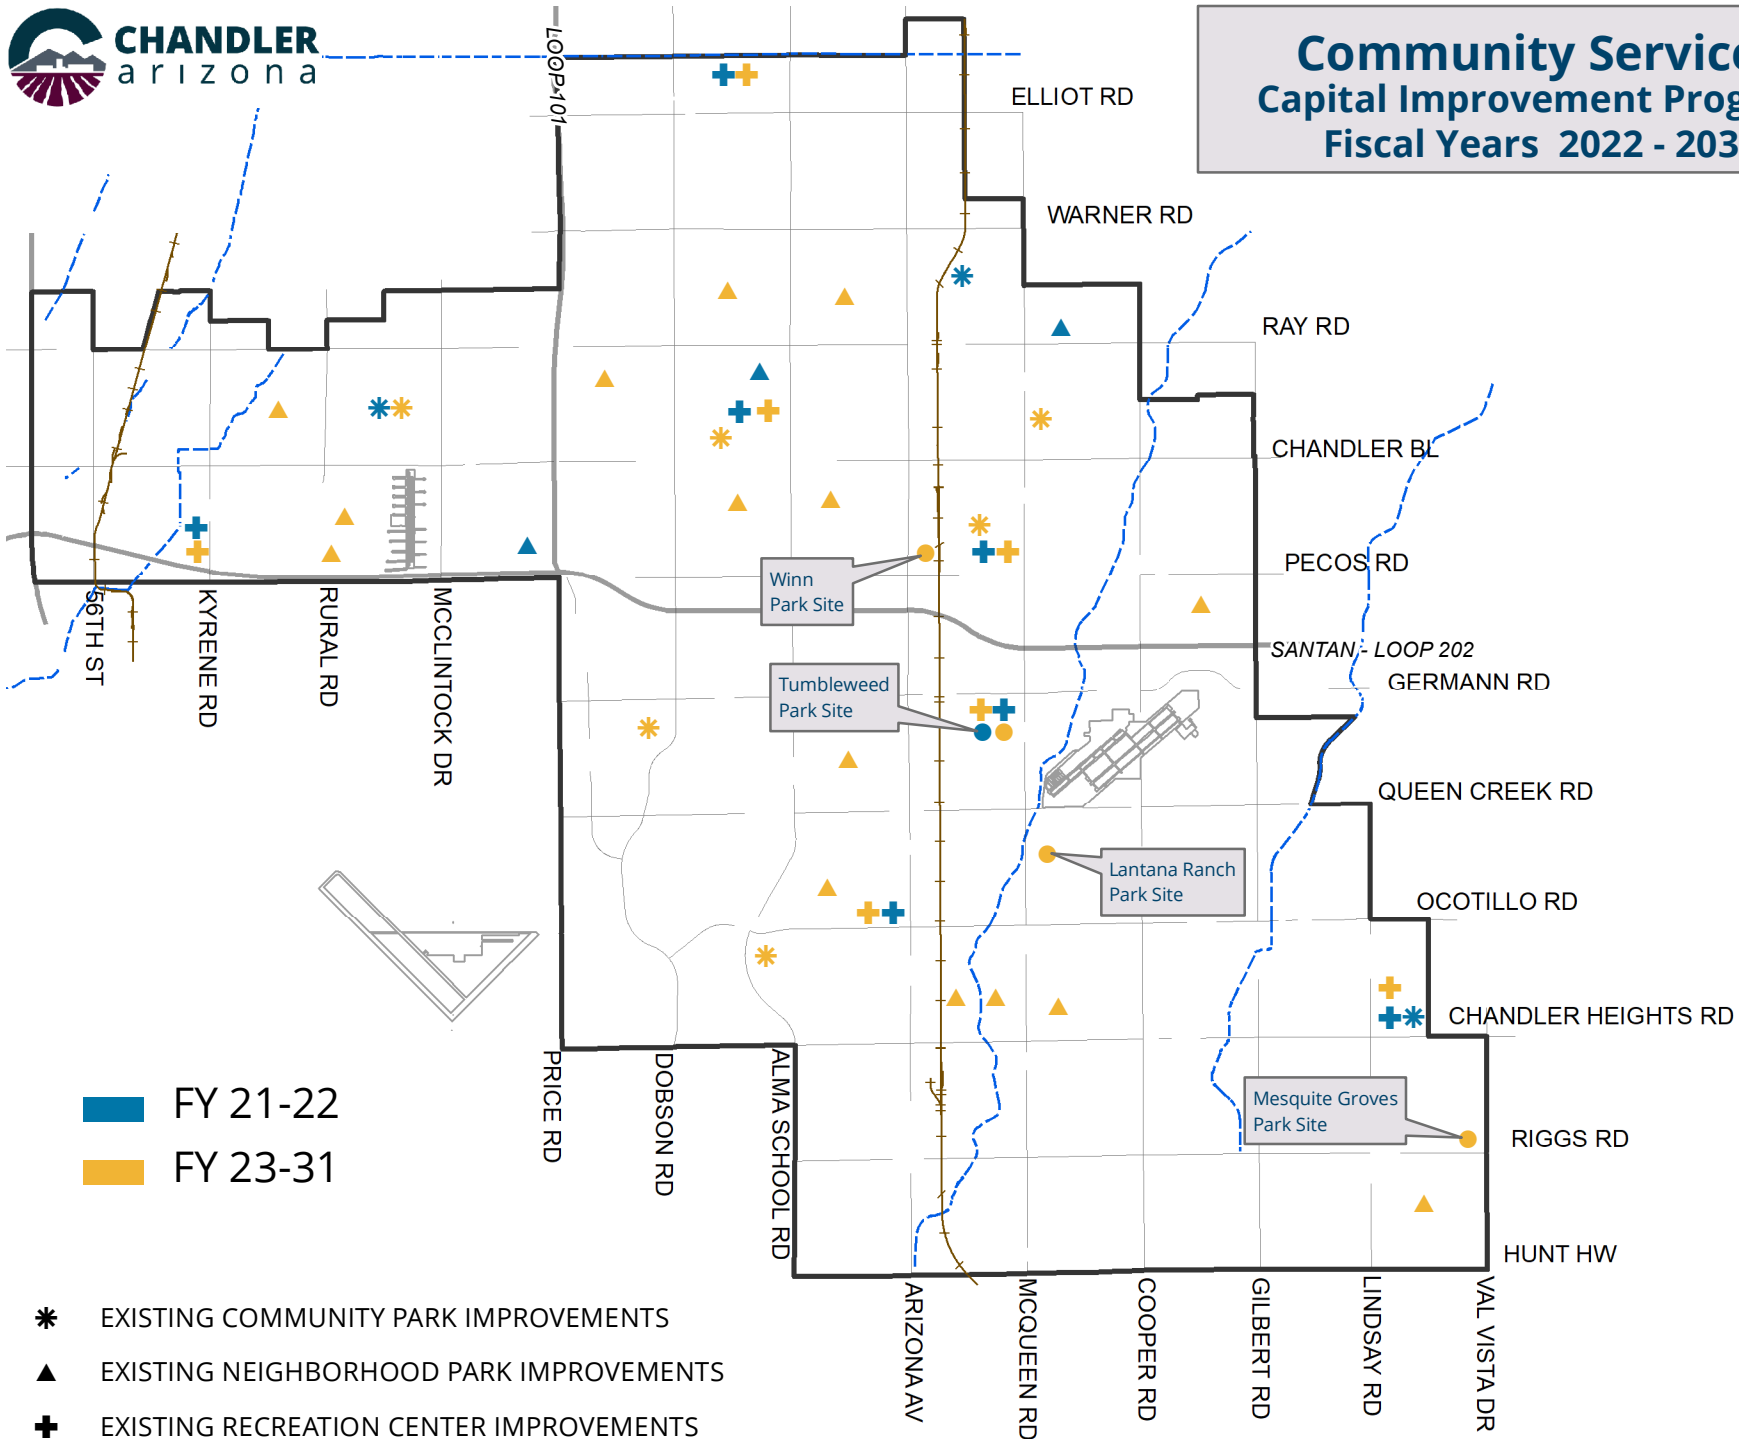 CHANDLER
arizona
Community Service
Capital Improvement Prog
Fiscal Years 2022 - 203
LOOP 101
ELLIOT RD
WARNER RD
RAY RD
CHANDLER BL
PECOS RD
SANTAN - LOOP 202
GERMANN RD
QUEEN CREEK RD
OCOTILLO RD
CHANDLER HEIGHTS RD
RIGGS RD
HUNT HW
Winn
Park Site
Tumbleweed
Park Site
Lantana Ranch
Park Site
Mesquite Groves
Park Site
56TH ST
KYRENE RD
RURAL RD
MCCLINTOCK DR
PRICE RD
DOBSON RD
ALMA SCHOOL RD
ARIZONA AV
MCQUEEN RD
COOPER RD
GILBERT RD
LINDSAY RD
VAL VISTA DR
FY 21-22
FY 23-31
EXISTING COMMUNITY PARK IMPROVEMENTS
EXISTING NEIGHBORHOOD PARK IMPROVEMENTS
EXISTING RECREATION CENTER IMPROVEMENTS